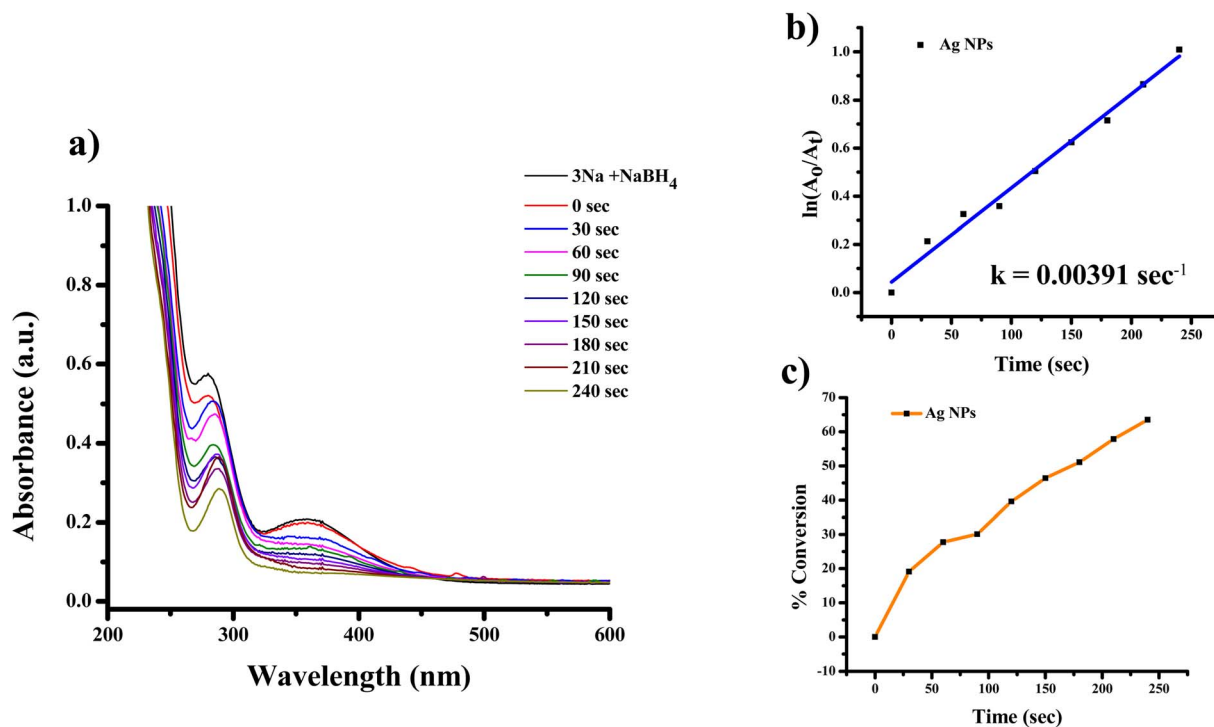 a)
3Na +NaBH4
0 sec
30 sec
60 sec
90 sec
120 sec
150 sec
180 sec
210 sec
240 sec
1.0
0.8
0.6
0.4
0.2
0.0
Absorbance (a.u.)
200 300 400 500 600
Wavelength (nm)
b)
Ag NPs
1.0
0.8
0.6
0.4
0.2
0.0
ln(A0/At)
k = 0.00391 sec-1
0 50 100 150 200 250
Time (sec)
c)
Ag NPs
70
60
50
40
30
20
10
0
-10
% Conversion
0 50 100 150 200 250
Time (sec)